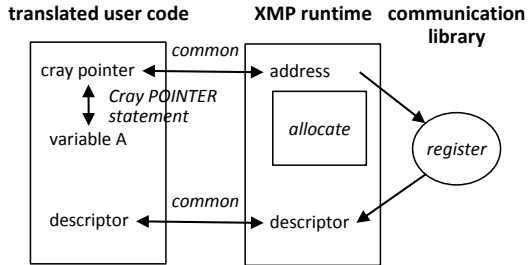 translated user code XMP runtime communication
library
common
cray pointer address
Cray POINTER
statement
allocate
variable A
register
common
descriptor descriptor